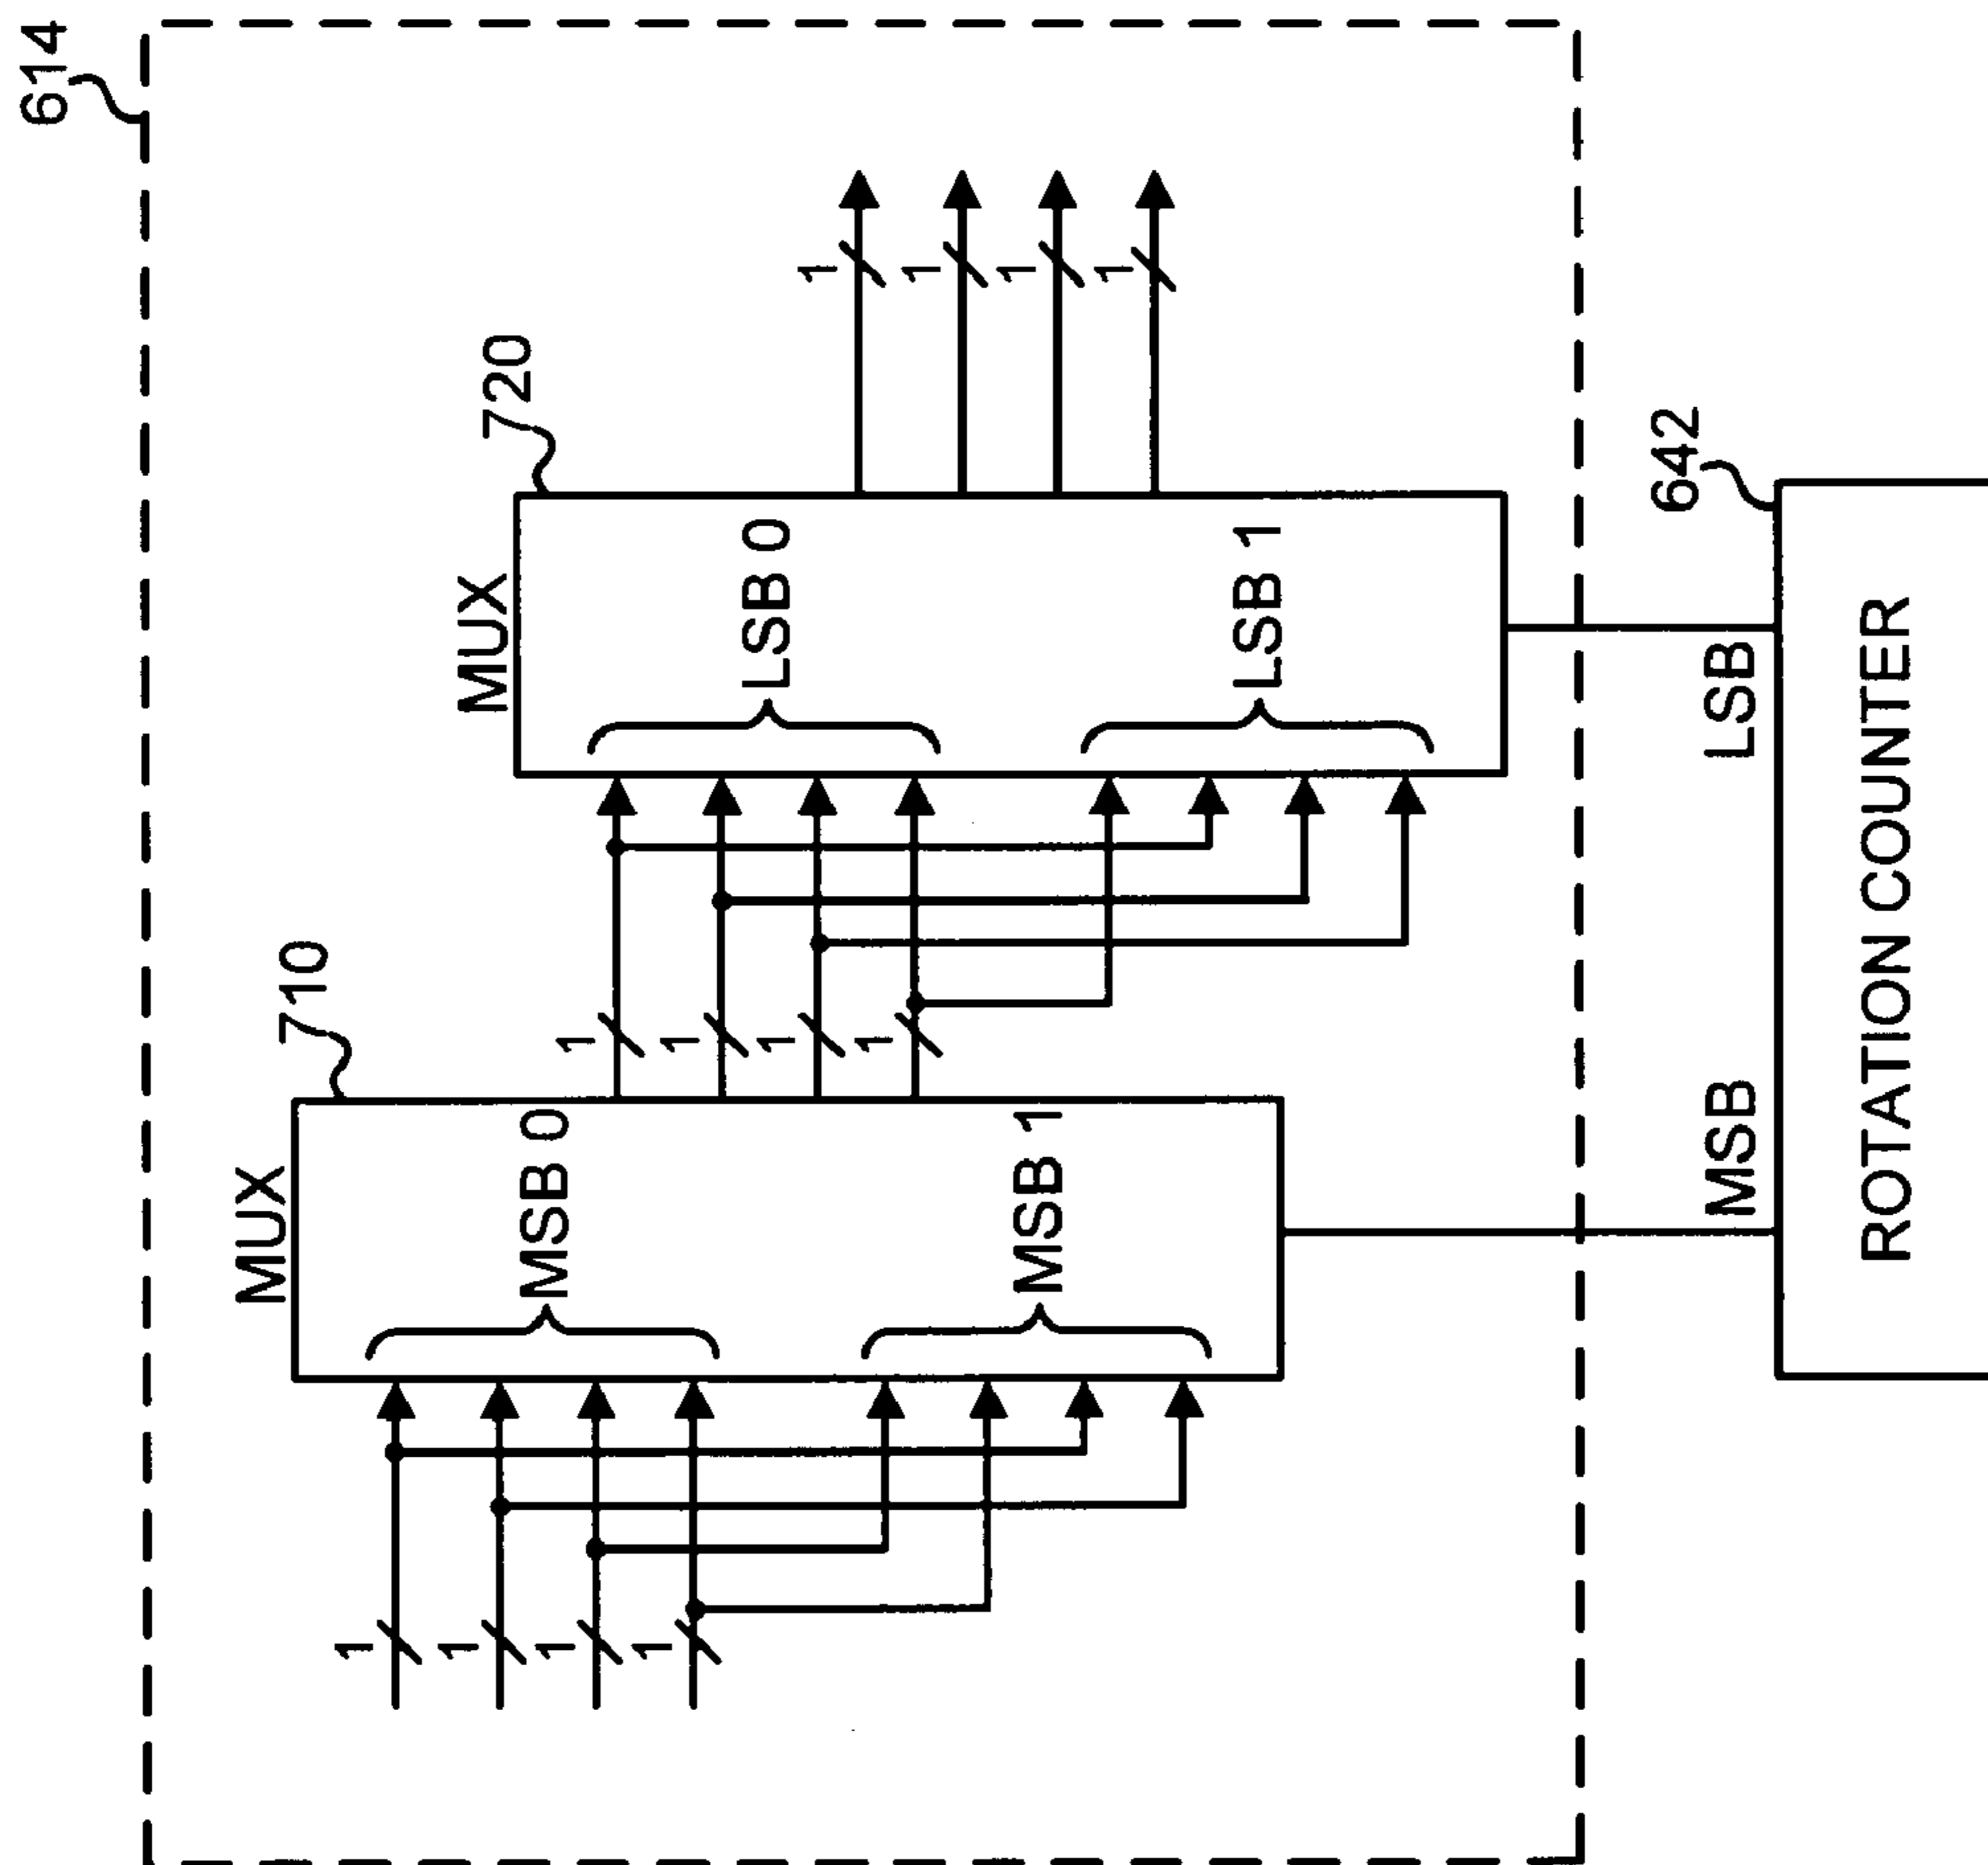 614
MUX
710
MSB 0
MSB 1
1
1
1
1
1
1
1
1
MUX
720
LSB 0
LSB 1
1
1
1
1
MSB
LSB
642
ROTATION COUNTER